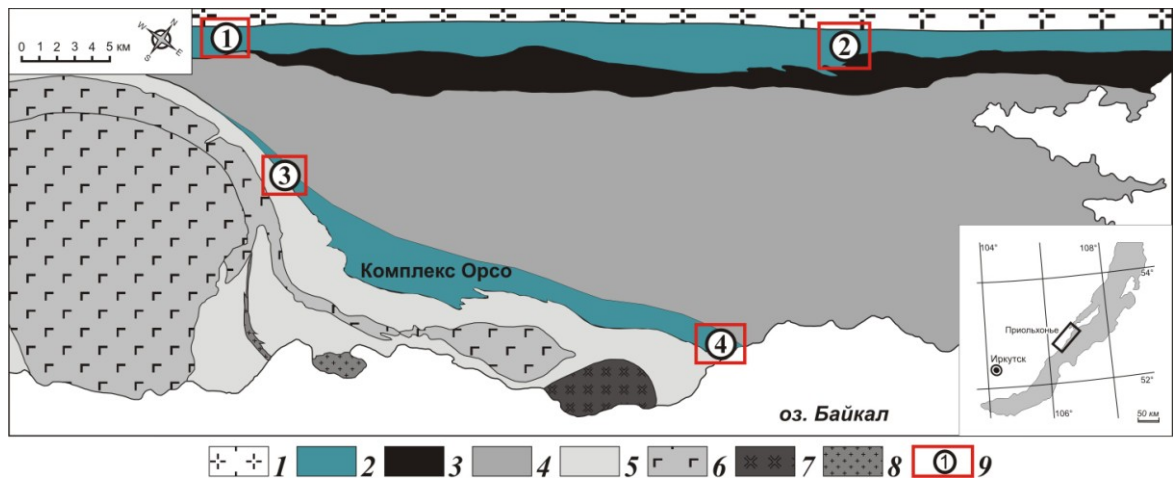 0 1 2 3 4 5 км
N
W
E
S
1
2
3
Комплекс Орсо
4
оз. Байкал
104°
108°
54°
Приольхонье
Иркутск
52°
106°
50 км
1 2 3 4 5 6 7 8 1 9